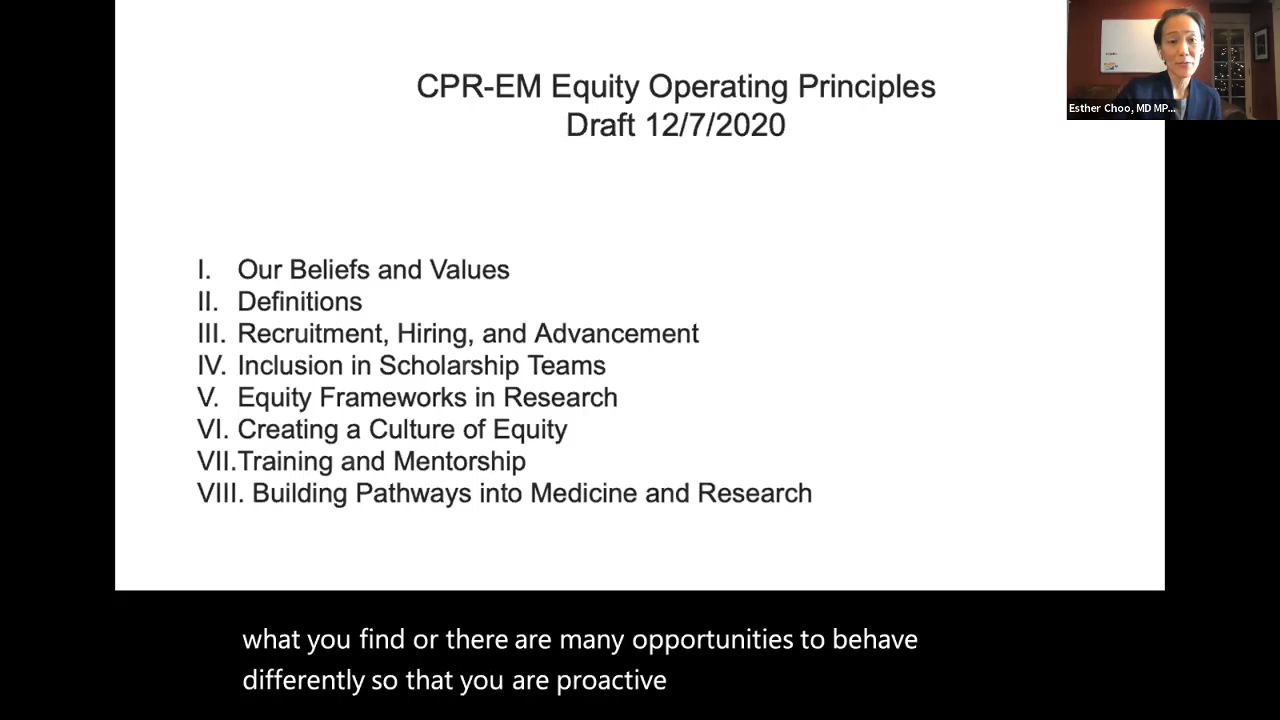 CPR-EM Equity Operating Principles
Draft 12/7/2020
Esther Choo, MD MP...
I. Our Beliefs and Values
II. Definitions
III. Recruitment, Hiring, and Advancement
IV. Inclusion in Scholarship Teams
V. Equity Frameworks in Research
VI. Creating a Culture of Equity
VII.Training and Mentorship
VIII. Building Pathways into Medicine and Research
what you find or there are many opportunities to behave
differently so that you are proactive